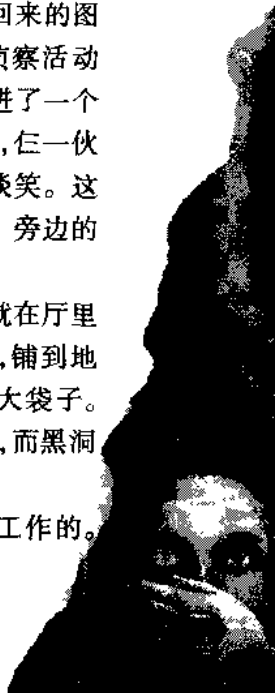 回来的图
侦察活动
进了一个
,仨一伙
谈笑。这
旁边的
就在厅里
,铺到地
大袋子。
,而黑洞
工作的。